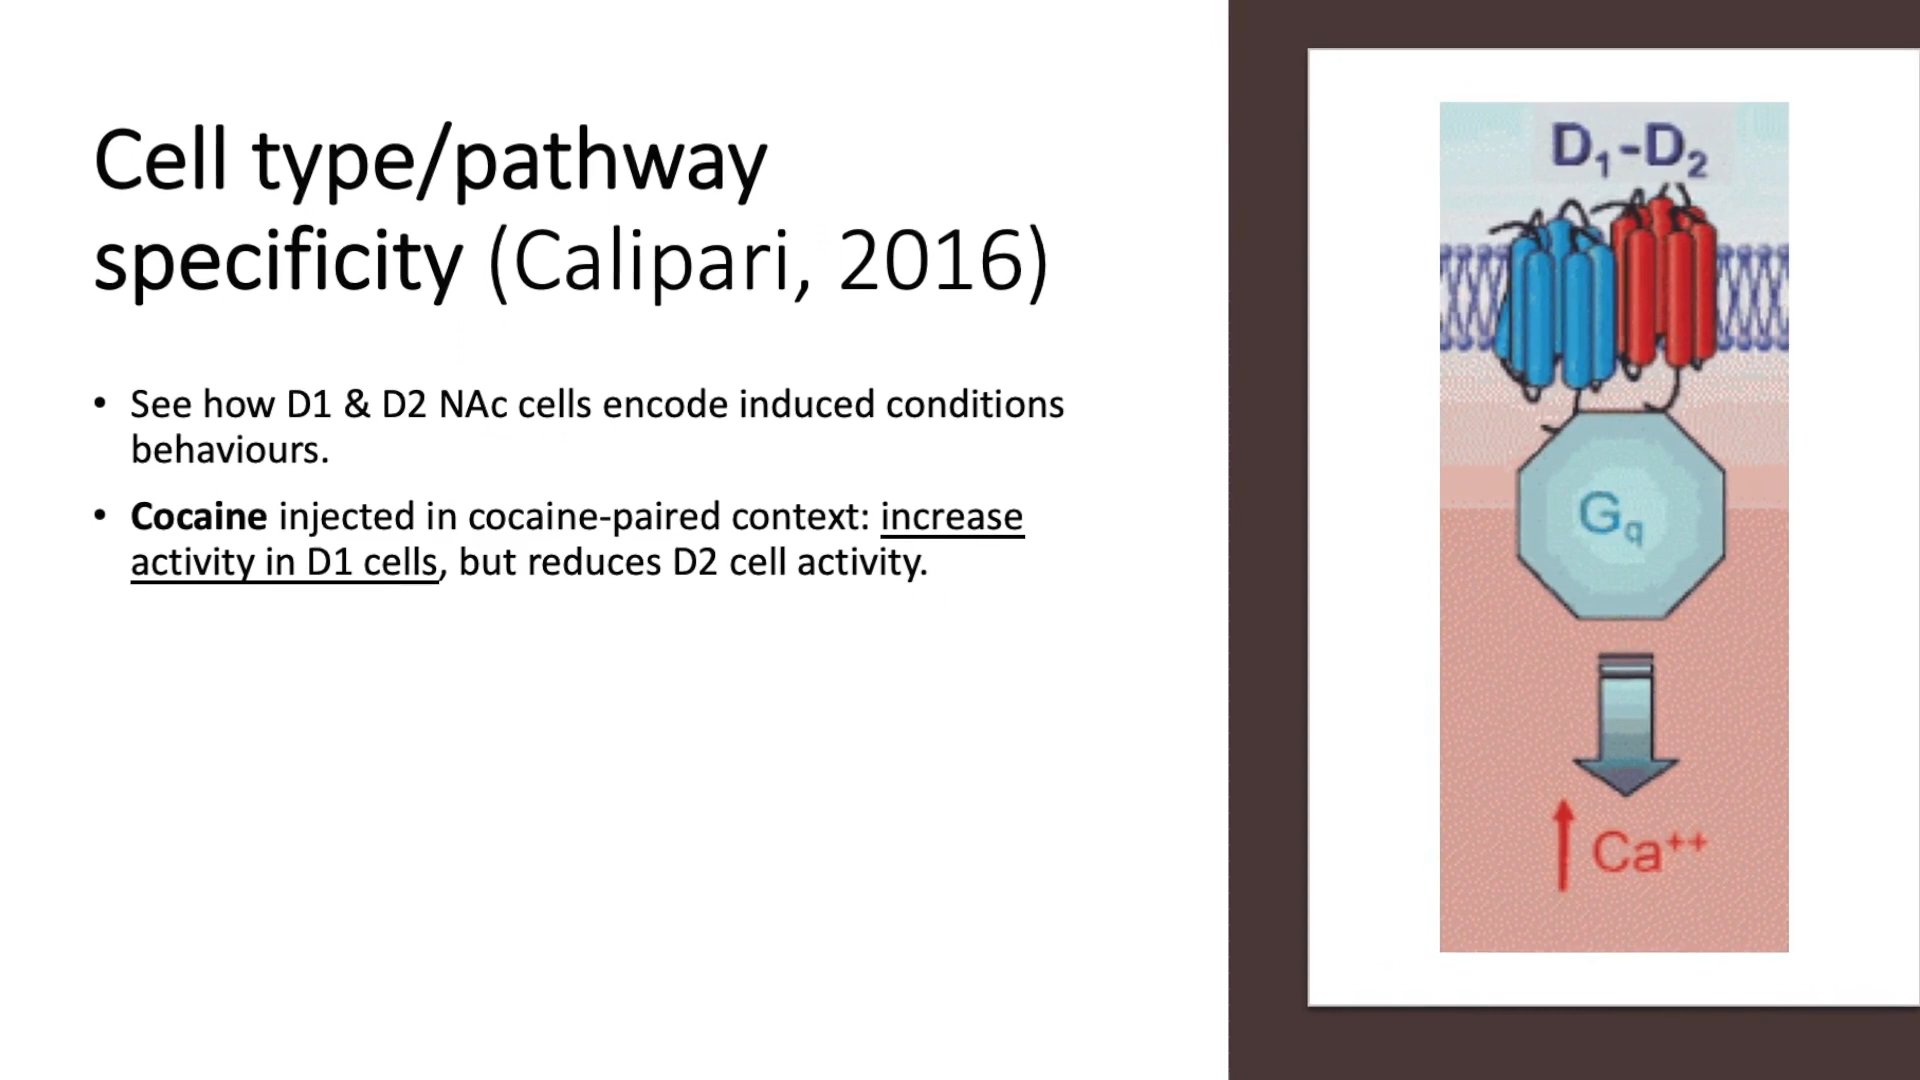 Cell type/pathway
specificity (Calipari, 2016)
• See how D1 & D2 NAc cells encode induced conditions
behaviours.
• Cocaine injected in cocaine-paired context: increase
activity in D1 cells, but reduces D2 cell activity.
D₁-D₂
Gq
Ca⁺⁺